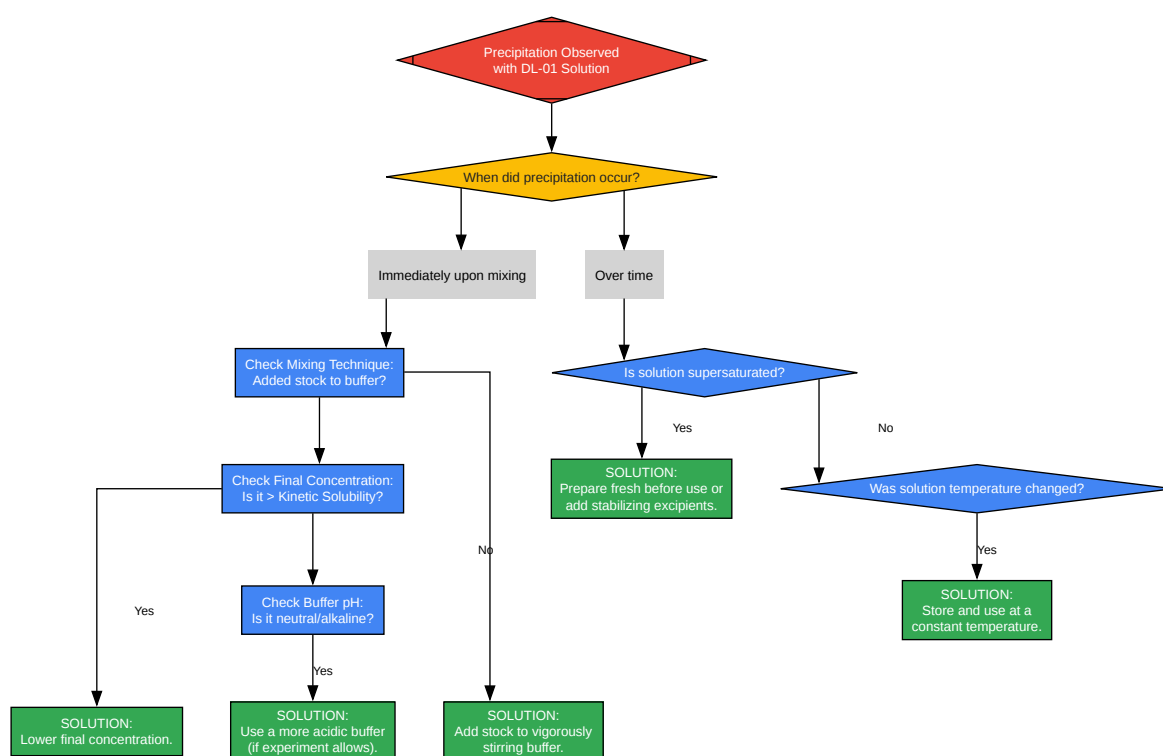 Precipitation Observed
with DL-01 Solution
When did precipitation occur?
Immediately upon mixing
Over time
Check Mixing Technique:
Added stock to buffer?
Is solution supersaturated?
Yes
No
Check Final Concentration:
Is it > Kinetic Solubility?
SOLUTION:
Prepare fresh before use or
add stabilizing excipients.
Was solution temperature changed?
No
Yes
Check Buffer pH:
Is it neutral/alkaline?
SOLUTION:
Store and use at a
constant temperature.
Yes
Yes
SOLUTION:
Lower final concentration.
SOLUTION:
Use a more acidic buffer
(if experiment allows).
SOLUTION:
Add stock to vigorously
stirring buffer.